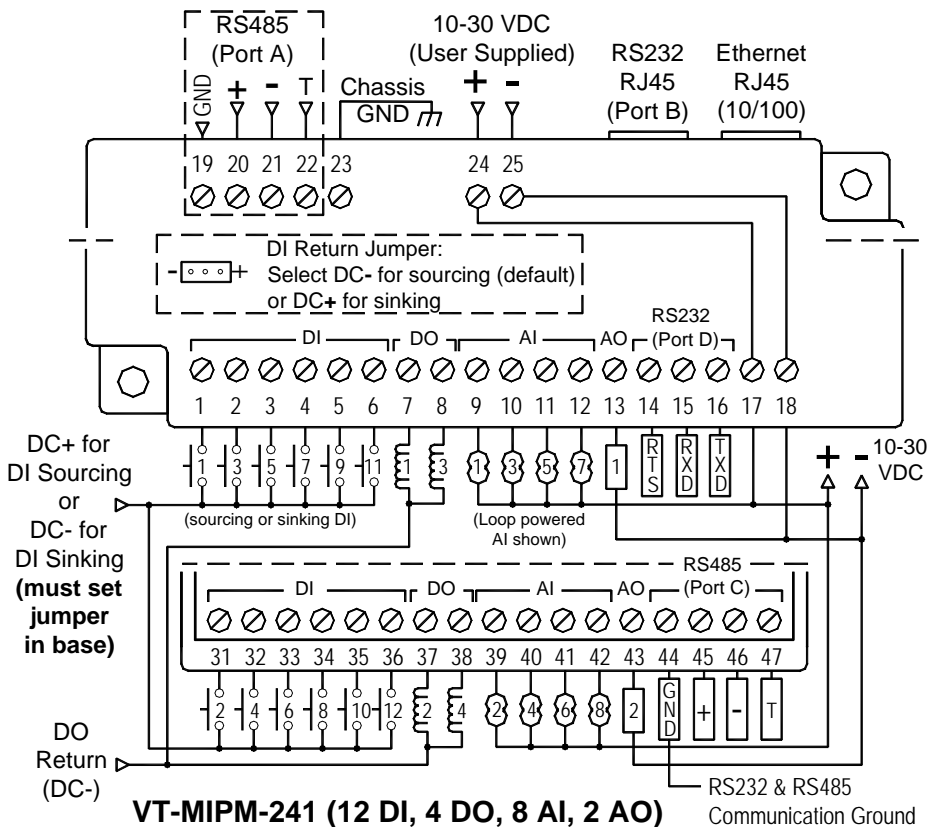 RS485
(Port A)
10-30 VDC
(User Supplied)
RS232
RJ45
(Port B)
Ethernet
RJ45
(10/100)
GND + - T
Chassis
GND
+ -
19 20 21 22 23 24 25
DI Return Jumper:
Select DC- for sourcing (default)
or DC+ for sinking
- +
RS232
(Port D)
DI DO AI AO
1 2 3 4 5 6 7 8 9 10 11 12 13 14 15 16 17 18
DC+ for
DI Sourcing
or
DC- for
DI Sinking
(must set
jumper
in base)
1 3 5 7 9 11 1 3 1 3 5 7 1 RTS RXD TXD
+ - 10-30
VDC
(sourcing or sinking DI)
(Loop powered
AI shown)
RS485
(Port C)
DI DO AI AO
31 32 33 34 35 36 37 38 39 40 41 42 43 44 45 46 47
2 4 6 8 10 12 2 4 2 4 6 8 2 GND + - T
DO
Return
(DC-)
RS232 & RS485
Communication Ground
VT-MIPM-241 (12 DI, 4 DO, 8 AI, 2 AO)